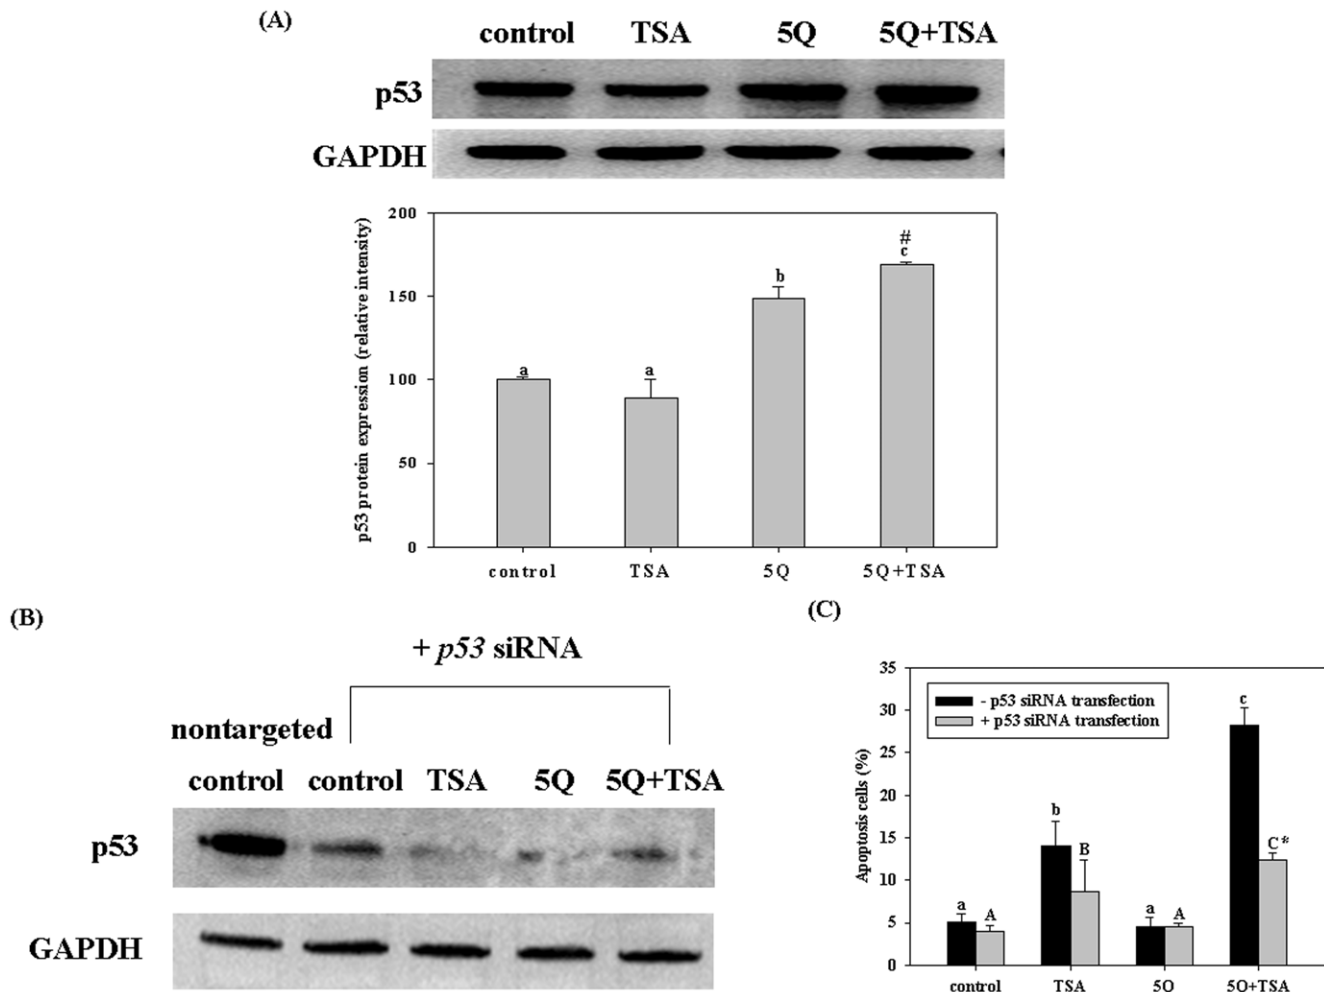 (A)
control TSA 5Q 5Q+TSA
p53
GAPDH
p53 protein expression (relative intensity)
200
150
100
50
0
a
a
b
#
c
control TSA 5Q 5Q+TSA
(B)
+ p53 siRNA
nontargeted
control control TSA 5Q 5Q+TSA
p53
GAPDH
(C)
Apoptosis cells (%)
35
30
25
20
15
10
5
0
- p53 siRNA transfection
+ p53 siRNA transfection
a A
b B
a A
c C*
control TSA 5Q 5Q+TSA